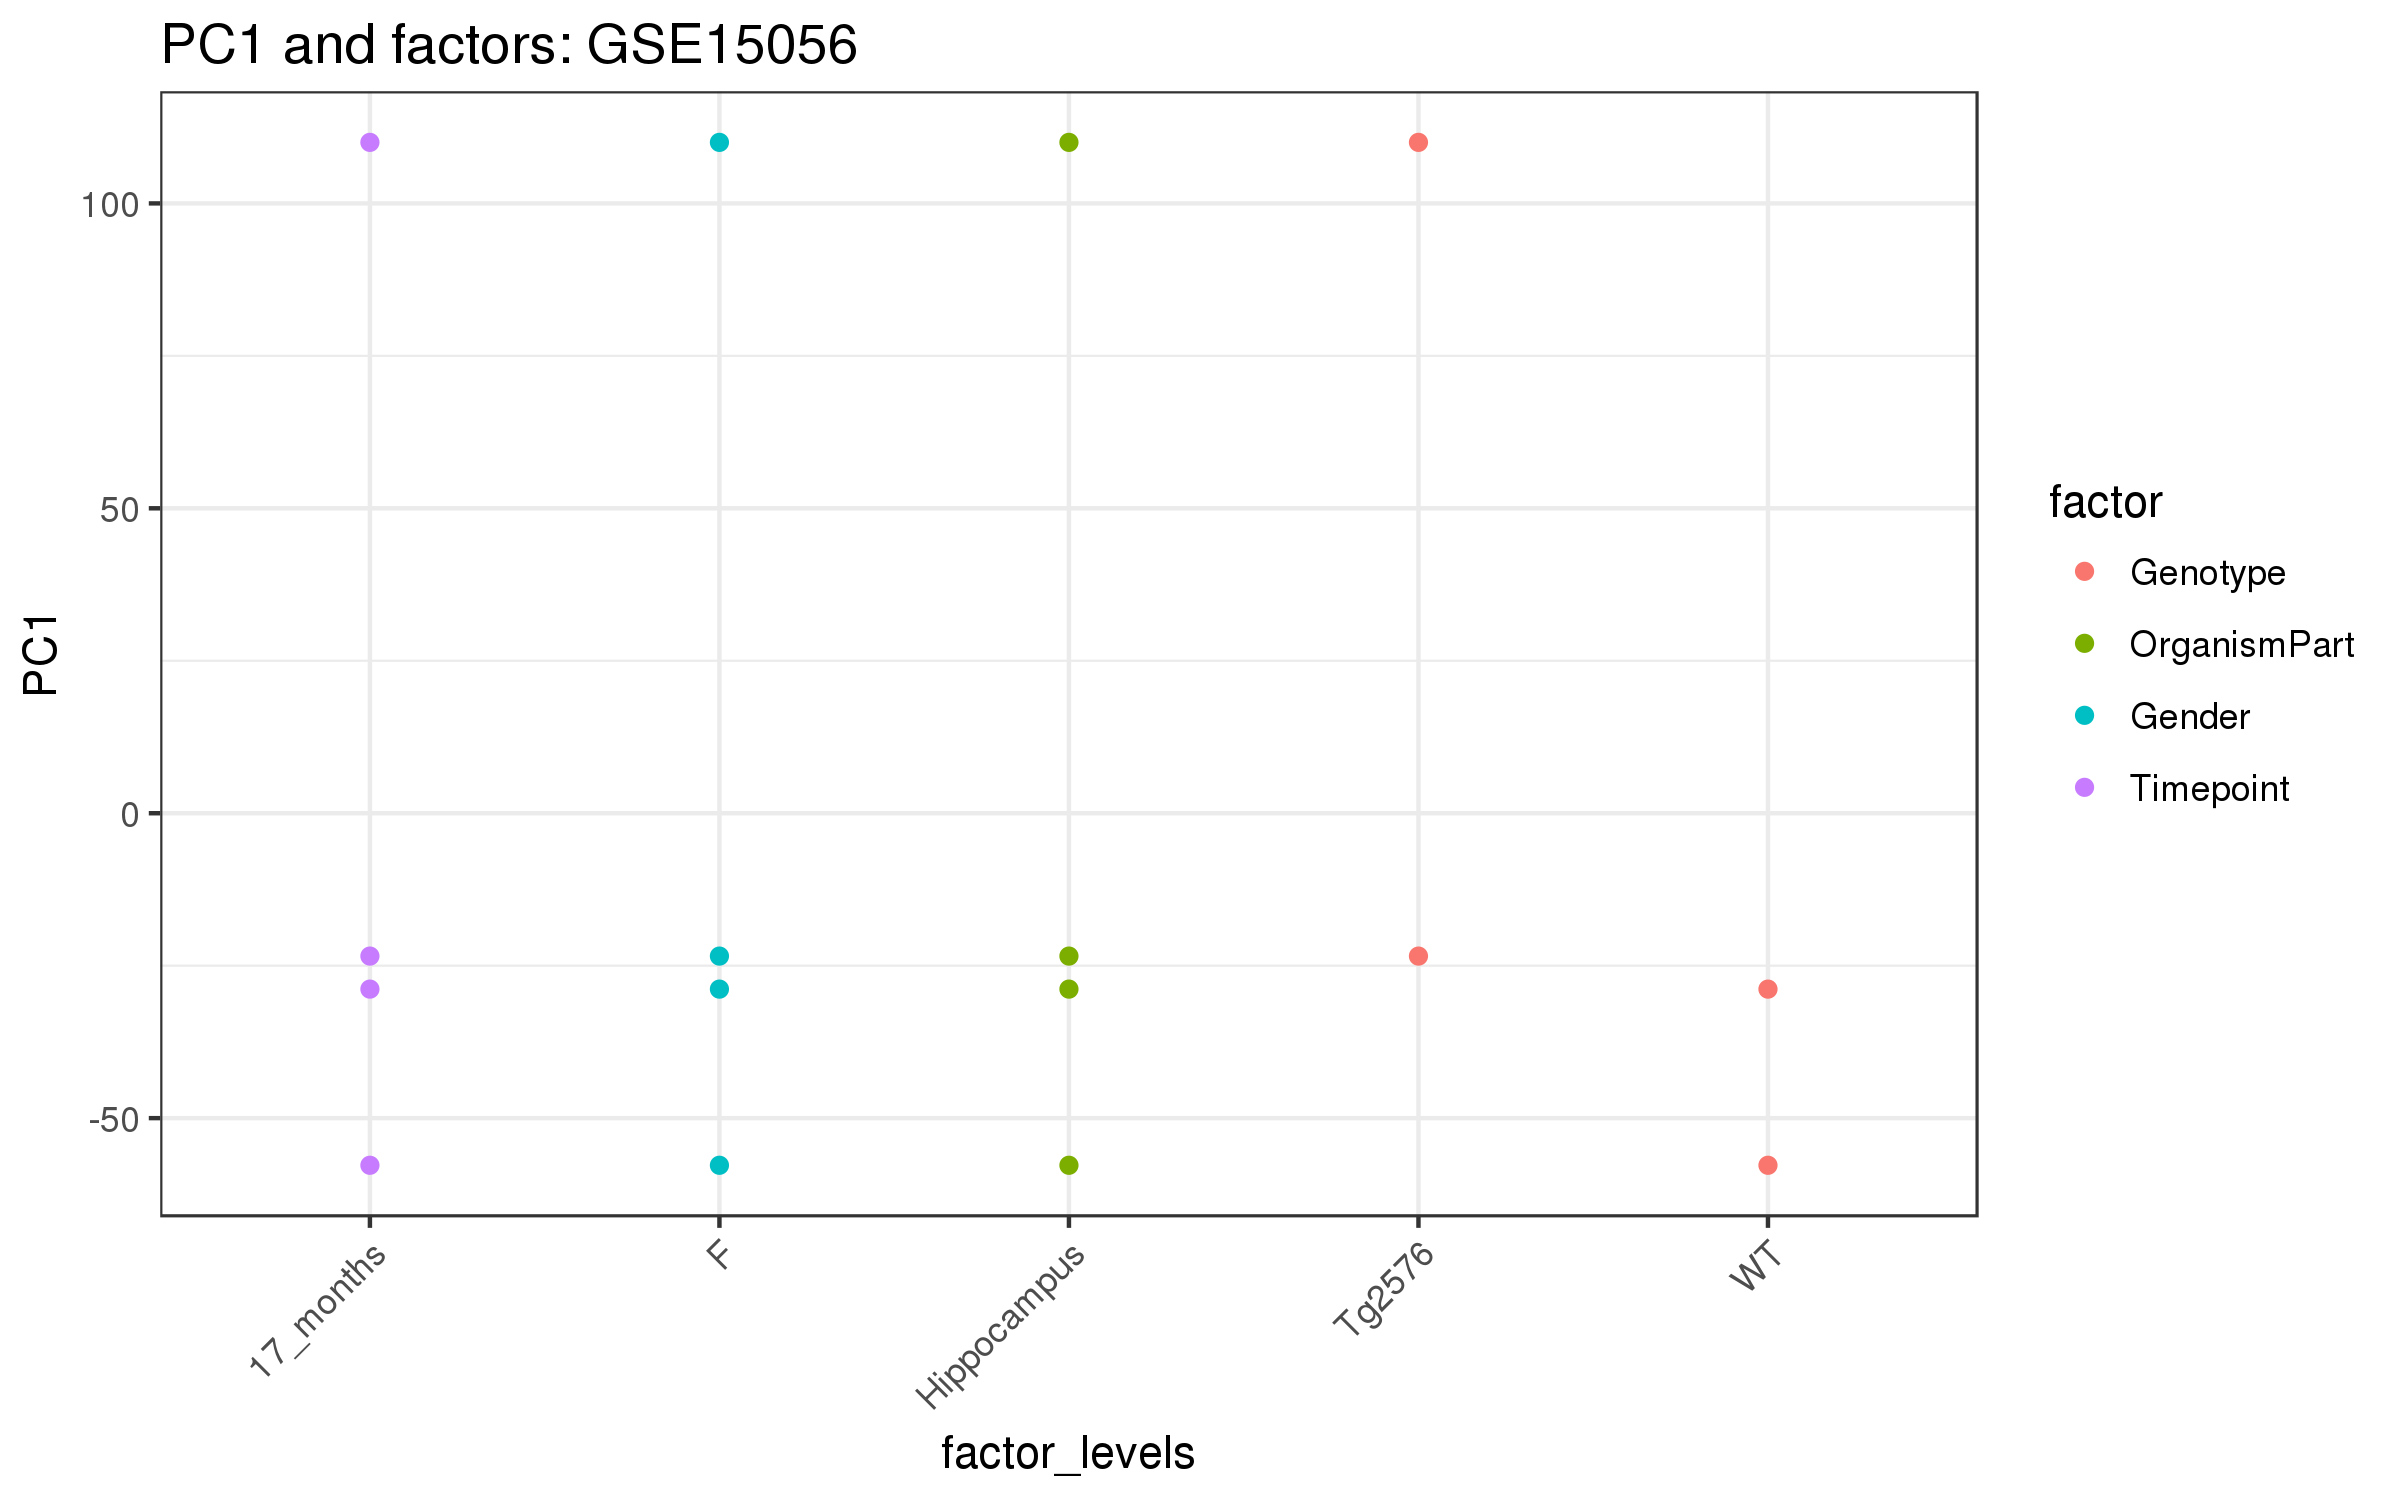 PC1 and factors: GSE15056
100
50
0
-50
PC1
17_months
F
Hippocampus
Tg2576
WT
factor_levels
factor
Genotype
OrganismPart
Gender
Timepoint